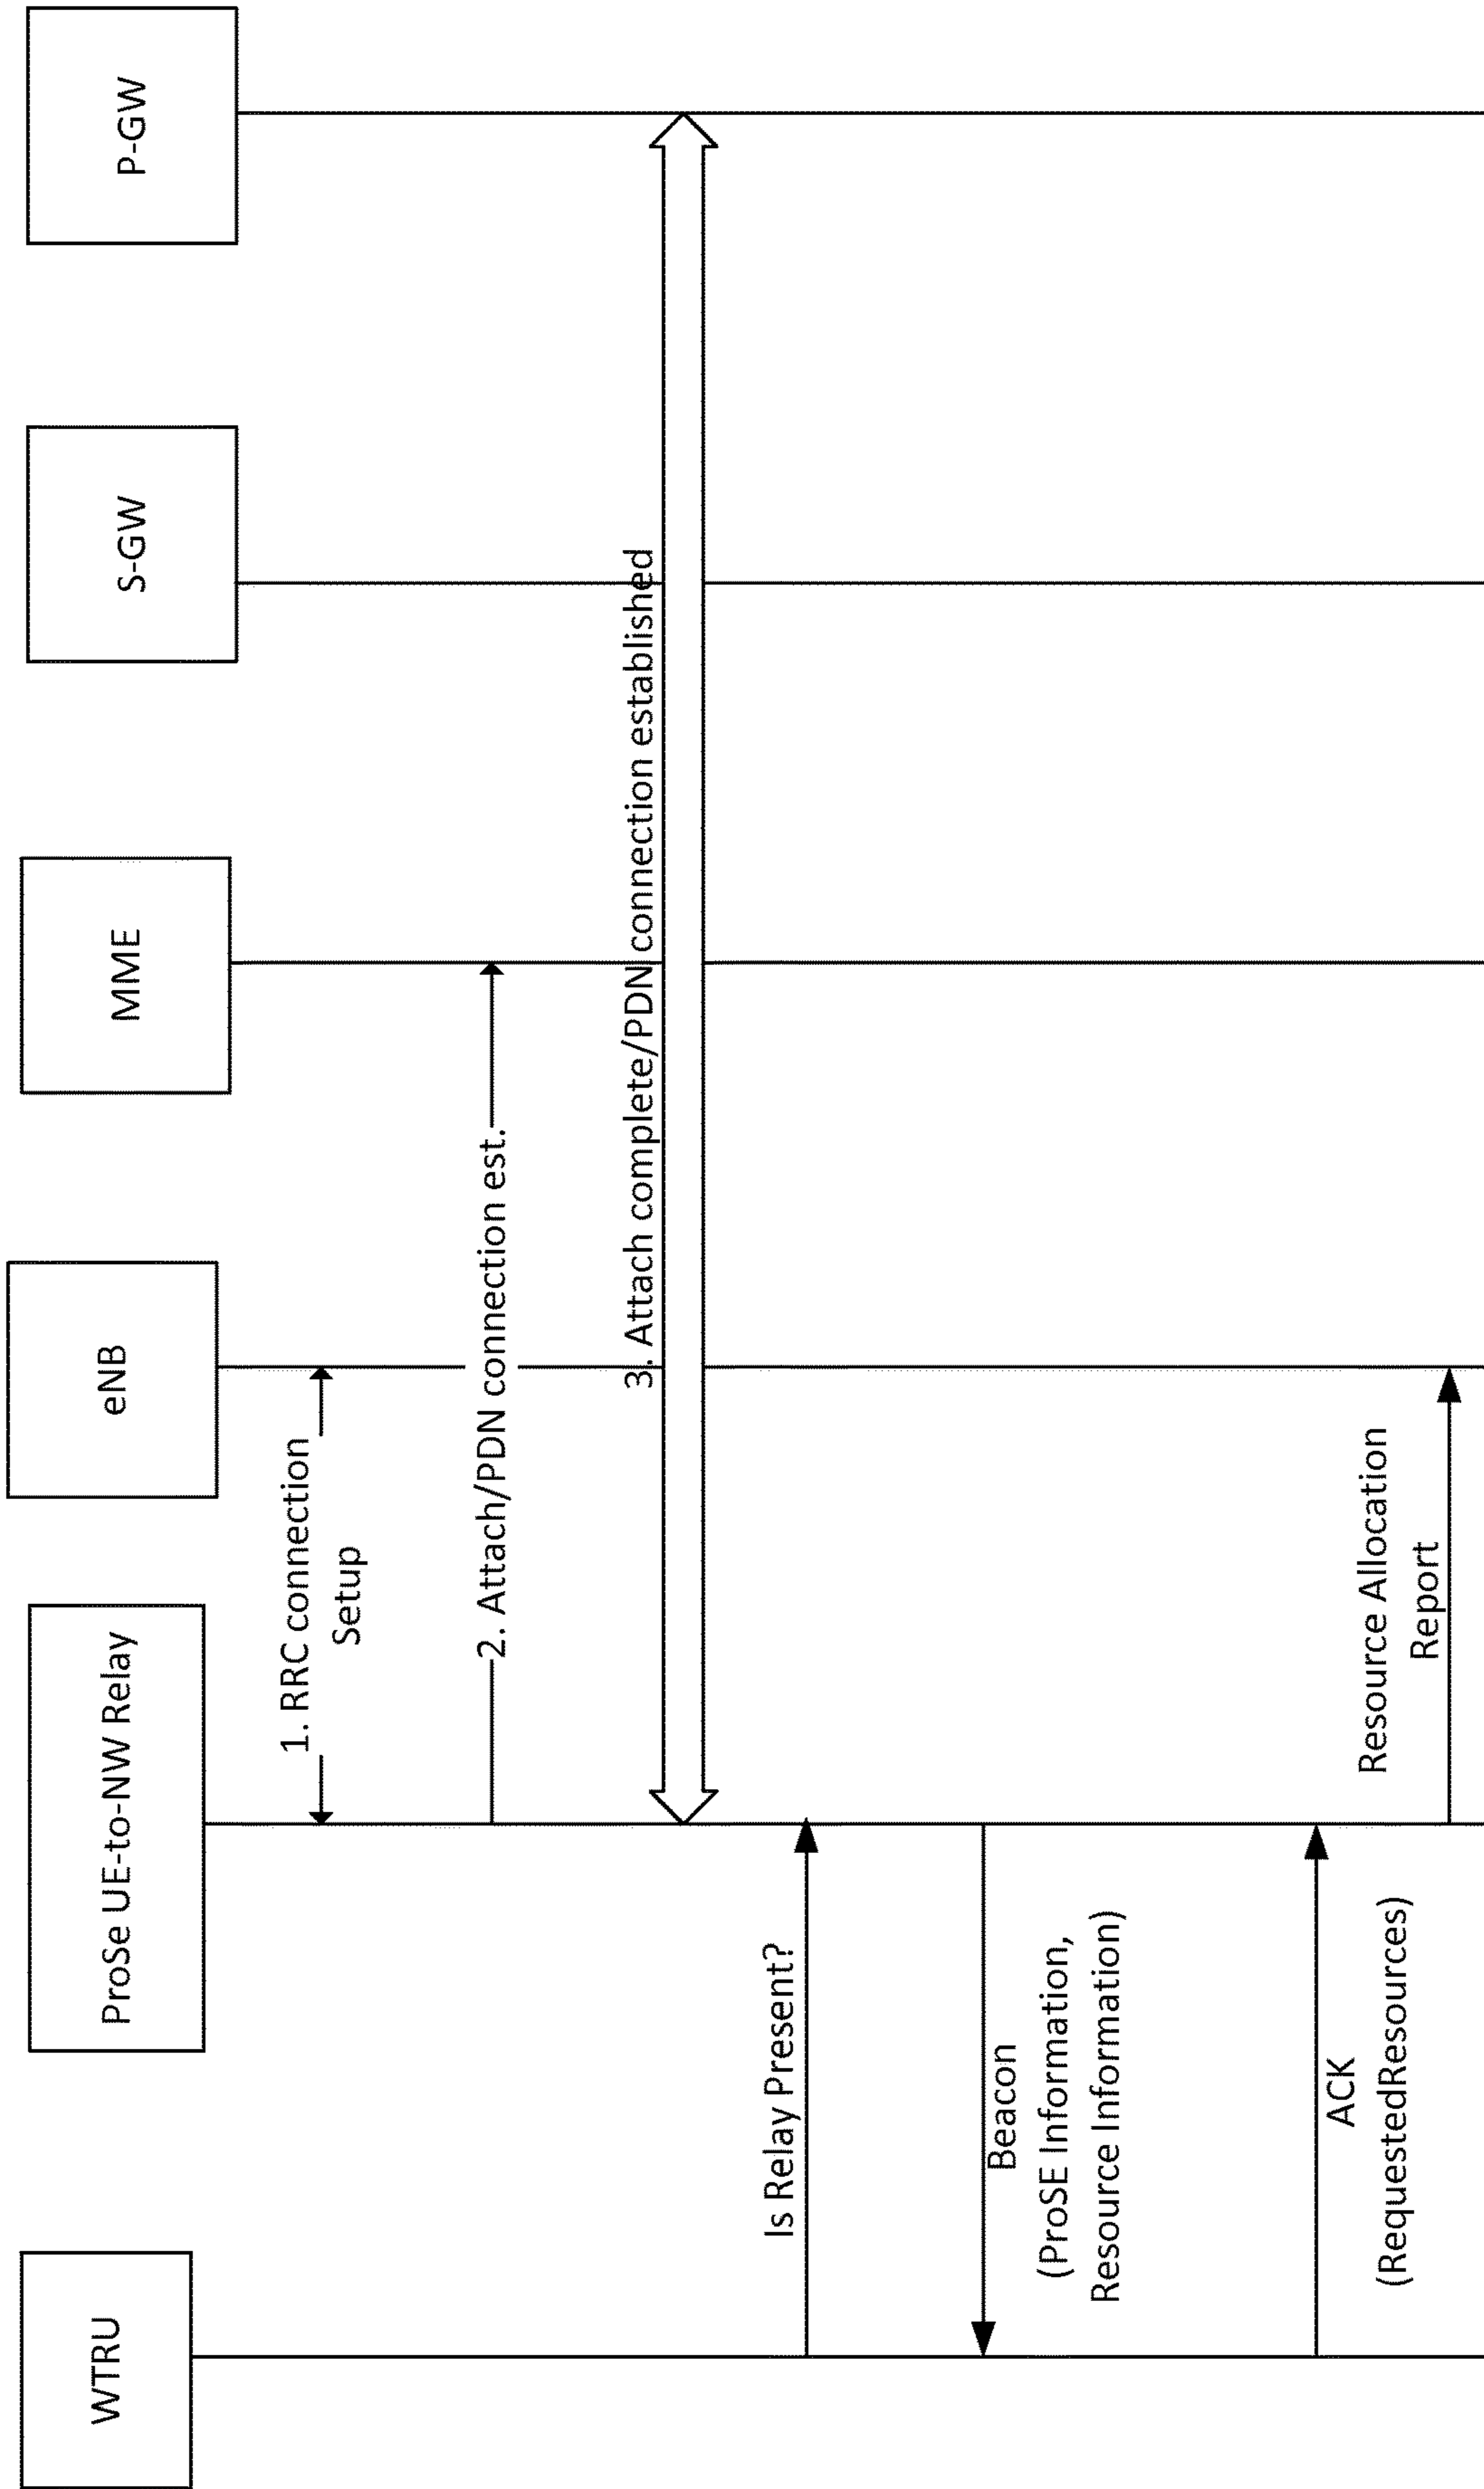 WTRU
ProSe UE-to-NW Relay
eNB
MME
S-GW
P-GW
1. RRC connection
Setup
2. Attach/PDN connection est.
3. Attach complete/PDN connection established
Is Relay Present?
Beacon
(ProSE Information,
Resource Information)
ACK
(RequestedResources)
Resource Allocation
Report